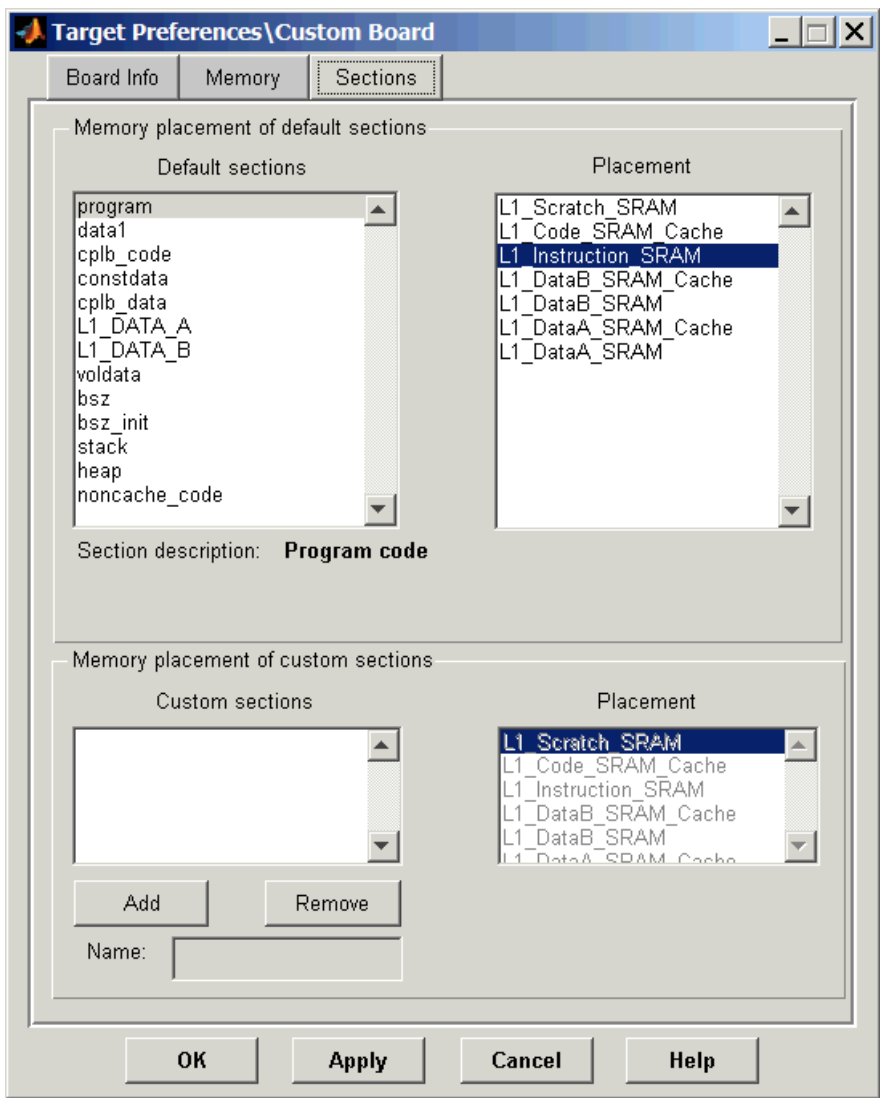 Target Preferences\Custom Board
Board Info
Memory
Sections
Memory placement of default sections
Default sections
Placement
program
data1
cplb_code
constdata
cplb_data
L1_DATA_A
L1_DATA_B
voldata
bsz
bsz_init
stack
heap
noncache_code
L1_Scratch_SRAM
L1_Code_SRAM_Cache
L1_Instruction_SRAM
L1_DataB_SRAM_Cache
L1_DataB_SRAM
L1_DataA_SRAM_Cache
L1_DataA_SRAM
Section description: Program code
Memory placement of custom sections
Custom sections
Placement
L1_Scratch_SRAM
L1_Code_SRAM_Cache
L1_Instruction_SRAM
L1_DataB_SRAM_Cache
L1_DataB_SRAM
L1_DataA_SRAM_Cache
Add
Remove
Name:
OK
Apply
Cancel
Help